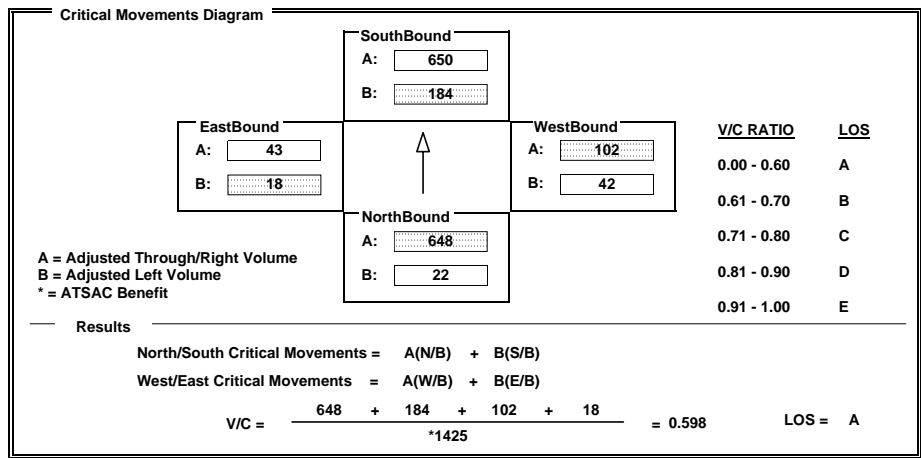 Critical Movements Diagram
SouthBound
A: 650
B: 184
EastBound
A: 43
B: 18
WestBound
A: 102
B: 42
NorthBound
A: 648
B: 22
V/C RATIO LOS
0.00 - 0.60 A
0.61 - 0.70 B
0.71 - 0.80 C
0.81 - 0.90 D
0.91 - 1.00 E
A = Adjusted Through/Right Volume
B = Adjusted Left Volume
* = ATSAC Benefit
Results
North/South Critical Movements = A(N/B) + B(S/B)
West/East Critical Movements = A(W/B) + B(E/B)
V/C = 648 + 184 + 102 + 18 = 0.598 LOS = A
*1425